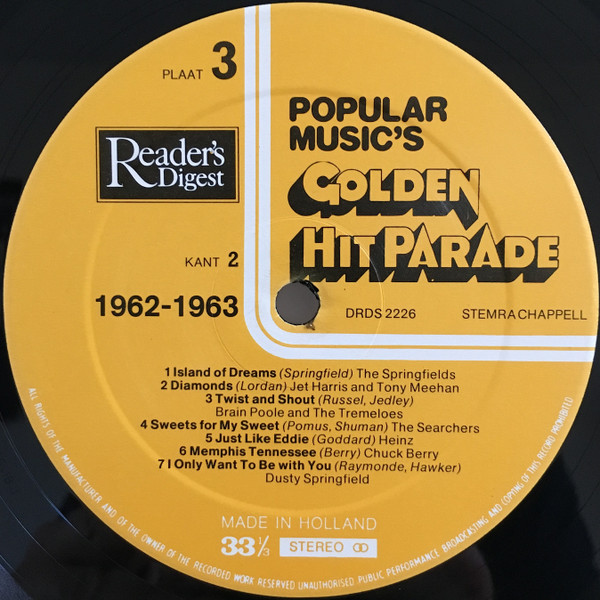 PLAAT 3
POPULAR
MUSIC'S
GOLDEN
HIT PARADE
Reader's
Digest
KANT 2
1962-1963
DRDS 2226
STEMRA CHAPPELL
1 Island of Dreams (Springfield) The Springfields
2 Diamonds (Lordan) Jet Harris and Tony Meehan
3 Twist and Shout (Russel, Jedley)
Brain Poole and The Tremeloes
4 Sweets for My Sweet (Pomus, Shuman) The Searchers
5 Just Like Eddie (Goddard) Heinz
6 Memphis Tennessee (Berry) Chuck Berry
7 I Only Want To Be with You (Raymonde, Hawker)
Dusty Springfield
MADE IN HOLLAND
33 1/3 STEREO
ALL RIGHTS OF THE MANUFACTURER AND OF THE OWNER OF THE RECORDED WORK RESERVED UNAUTHORISED PUBLIC PERFORMANCE BROADCASTING AND COPYING OF THIS RECORD PROHIBITED